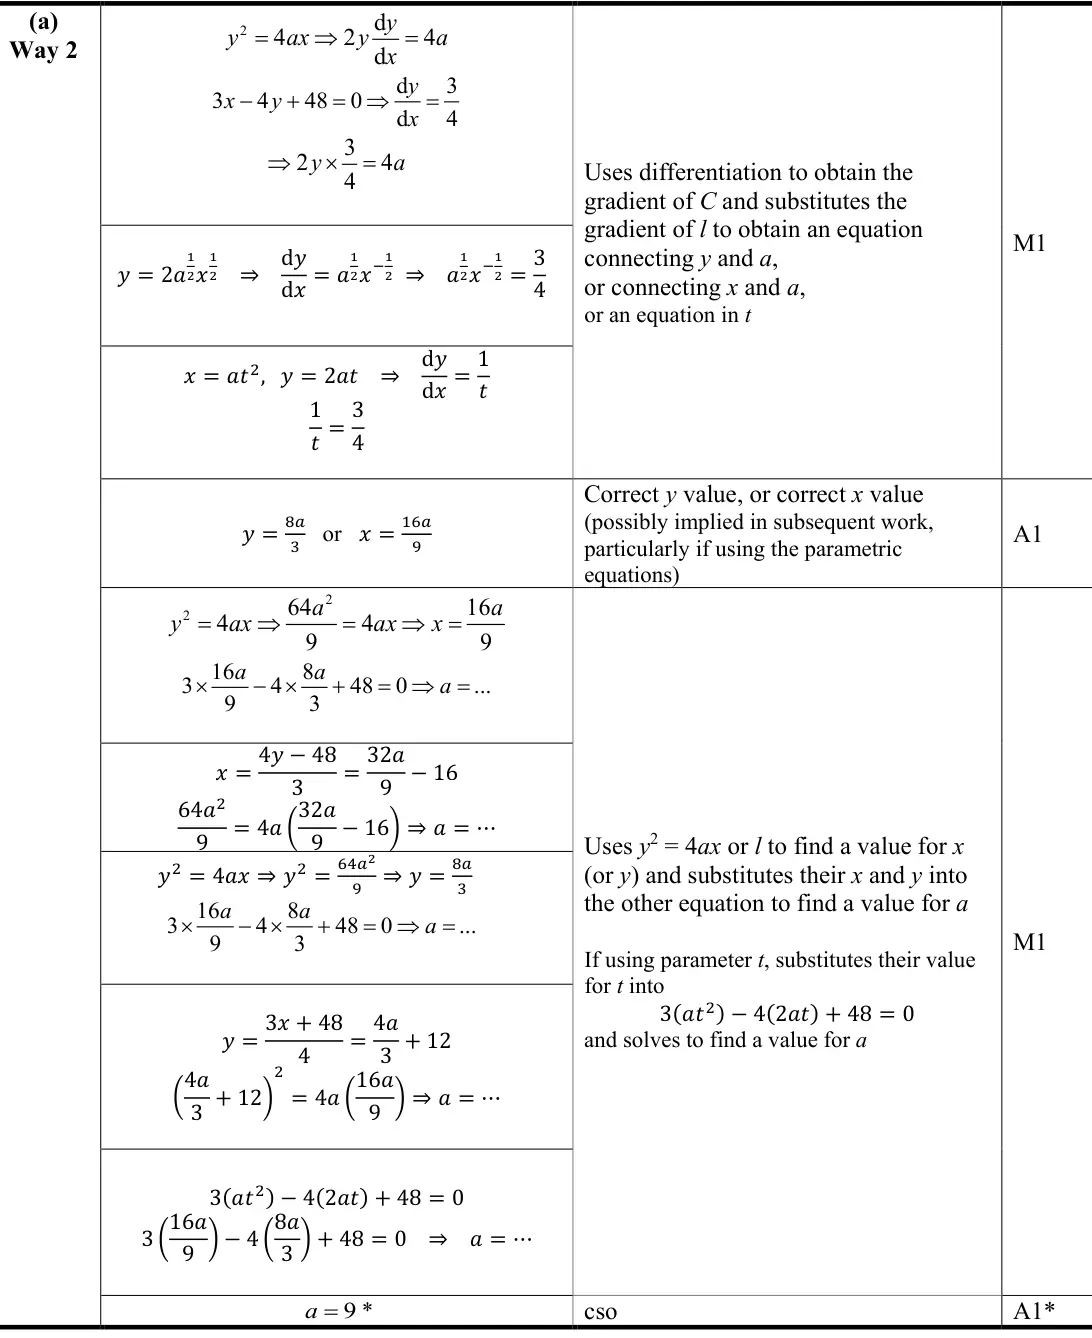 (a)
Way 2
y² = 4ax ⇒ 2y dy/dx = 4a
3x − 4y + 48 = 0 ⇒ dy/dx = 3/4
⇒ 2y × 3/4 = 4a
Uses differentiation to obtain the
gradient of C and substitutes the
gradient of l to obtain an equation
connecting y and a,
or connecting x and a,
or an equation in t
M1
y = 2a^(1/2)x^(1/2) ⇒ dy/dx = a^(1/2)x^(−1/2) ⇒ a^(1/2)x^(−1/2) = 3/4
x = at², y = 2at ⇒ dy/dx = 1/t
1/t = 3/4
y = 8a/3 or x = 16a/9
Correct y value, or correct x value
(possibly implied in subsequent work,
particularly if using the parametric
equations)
A1
y² = 4ax ⇒ 64a²/9 = 4ax ⇒ x = 16a/9
3 × 16a/9 − 4 × 8a/3 + 48 = 0 ⇒ a = ...
x = (4y − 48)/3 = 32a/9 − 16
64a²/9 = 4a(32a/9 − 16) ⇒ a = ⋯
y² = 4ax ⇒ y² = 64a²/9 ⇒ y = 8a/3
3 × 16a/9 − 4 × 8a/3 + 48 = 0 ⇒ a = ...
y = (3x + 48)/4 = 4a/3 + 12
(4a/3 + 12)² = 4a(16a/9) ⇒ a = ⋯
3(at²) − 4(2at) + 48 = 0
3(16a/9) − 4(8a/3) + 48 = 0 ⇒ a = ⋯
Uses y² = 4ax or l to find a value for x
(or y) and substitutes their x and y into
the other equation to find a value for a
If using parameter t, substitutes their value
for t into
3(at²) − 4(2at) + 48 = 0
and solves to find a value for a
M1
a = 9 *
cso
A1*